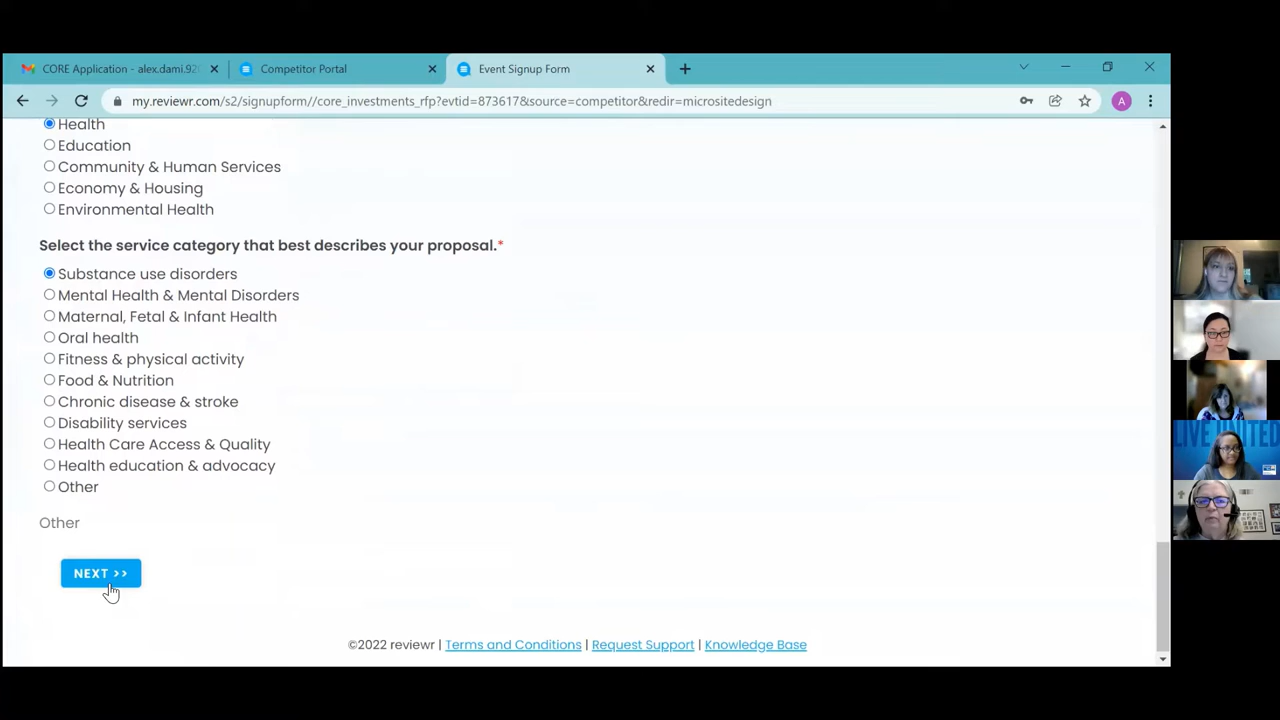 CORE Application - alex.dami.92
Competitor Portal
Event Signup Form
my.reviewr.com/s2/signupform//core_investments_rfp?evtid=873617&source=competitor&redir=micrositedesign
A
Health
Education
Community & Human Services
Economy & Housing
Environmental Health
Select the service category that best describes your proposal.*
Substance use disorders
Mental Health & Mental Disorders
Maternal, Fetal & Infant Health
Oral health
Fitness & physical activity
Food & Nutrition
Chronic disease & stroke
Disability services
Health Care Access & Quality
Health education & advocacy
Other
Other
NEXT >>
©2022 reviewr | Terms and Conditions | Request Support | Knowledge Base
LIVE UNITED